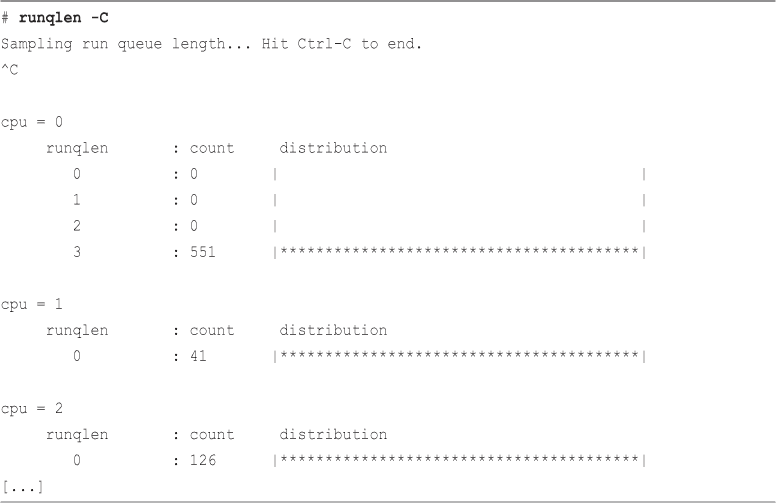 # runqlen -C
Sampling run queue length... Hit Ctrl-C to end.
^C

cpu = 0
     runqlen       : count     distribution
        0          : 0        |                                        |
        1          : 0        |                                        |
        2          : 0        |                                        |
        3          : 551      |****************************************|

cpu = 1
     runqlen       : count     distribution
        0          : 41       |****************************************|

cpu = 2
     runqlen       : count     distribution
        0          : 126      |****************************************|
[...]